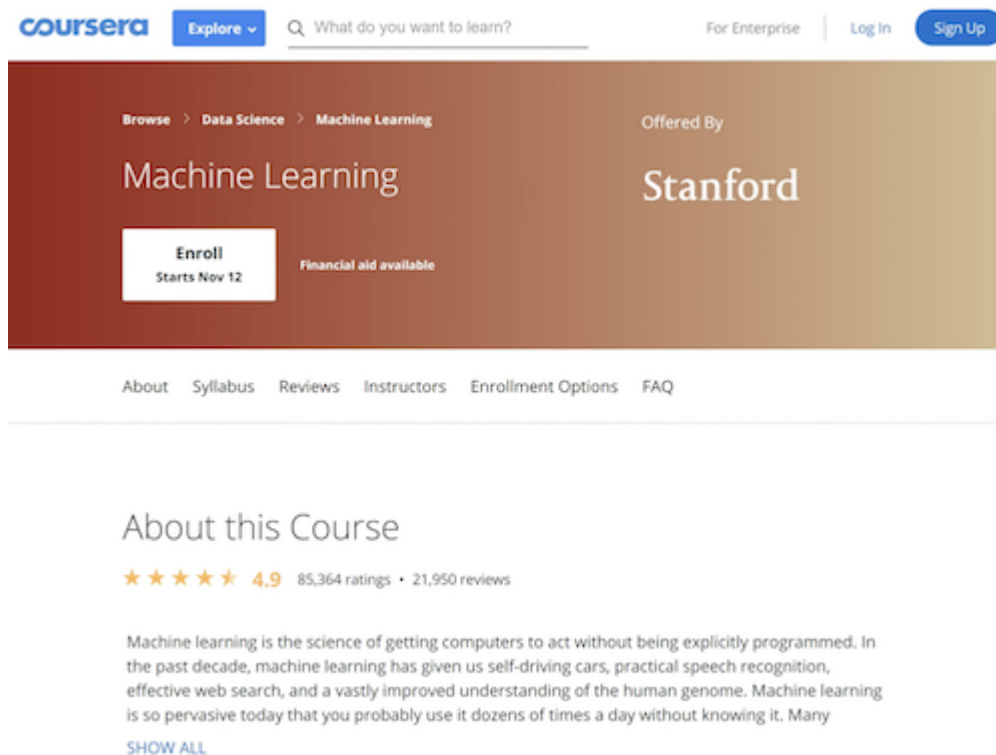 coursera Explore What do you want to learn? For Enterprise Log In Sign Up
Browse > Data Science > Machine Learning
Offered By
Machine Learning
Stanford
Enroll
Starts Nov 12
Financial aid available
About Syllabus Reviews Instructors Enrollment Options FAQ
About this Course
4.9 85,364 ratings • 21,950 reviews
Machine learning is the science of getting computers to act without being explicitly programmed. In
the past decade, machine learning has given us self-driving cars, practical speech recognition,
effective web search, and a vastly improved understanding of the human genome. Machine learning
is so pervasive today that you probably use it dozens of times a day without knowing it. Many
SHOW ALL